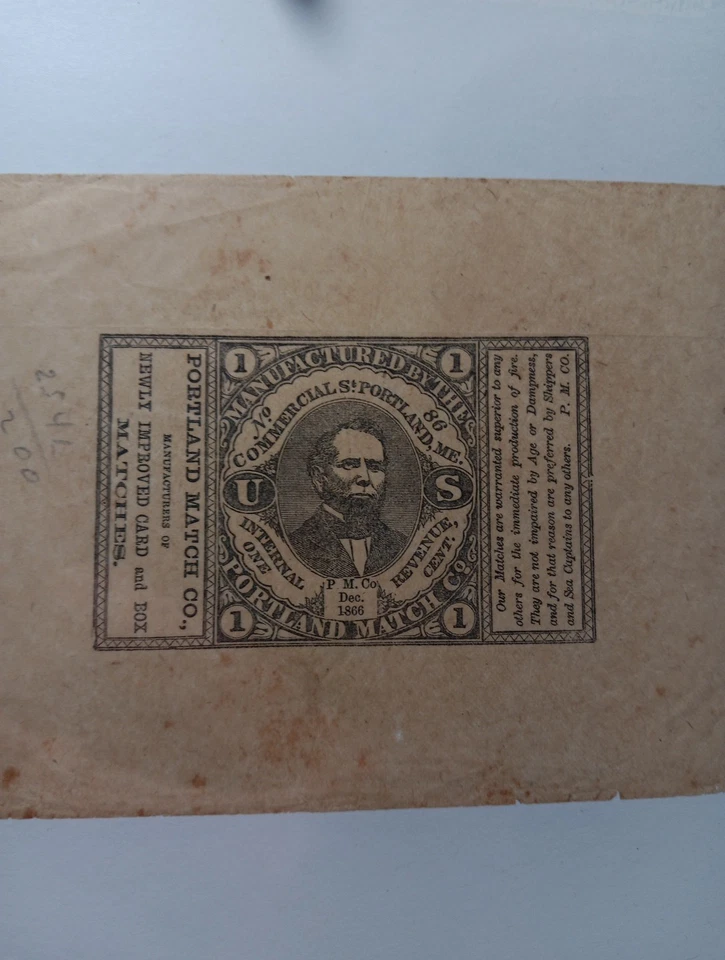 PORTLAND MATCH CO.,
MANUFACTURERS OF
NEWLY IMPROVED CARD and BOX
MATCHES.
1 1
MANUFACTURED BY THE
No 86
COMMERCIAL St PORTLAND, ME.
U S
INTERNAL REVENUE,
ONE CENT.
P M. Co
Dec.
1866
PORTLAND MATCH Co
1 1
Our Matches are warranted superior to any
others for the immediate production of fire.
They are not impaired by Age or Dampness,
and for that reason are preferred by Shippers
and Sea Captains to any others. P. M. CO.
200